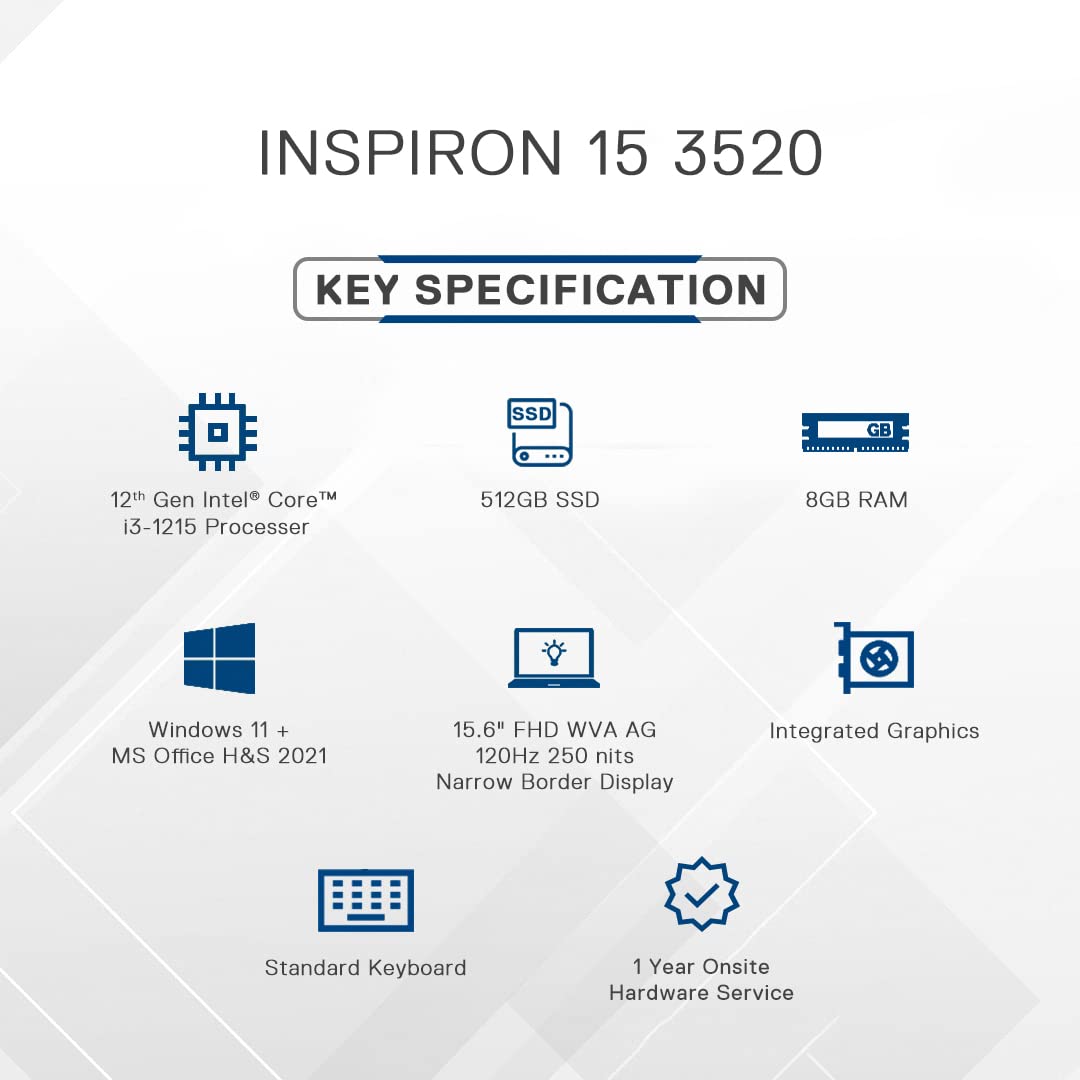 INSPIRON 15 3520
KEY SPECIFICATION
SSD
GB
12th Gen Intel® Core™
i3-1215 Processer
512GB SSD
8GB RAM
Windows 11 +
MS Office H&S 2021
15.6" FHD WVA AG
120Hz 250 nits
Narrow Border Display
Integrated Graphics
Standard Keyboard
1 Year Onsite
Hardware Service